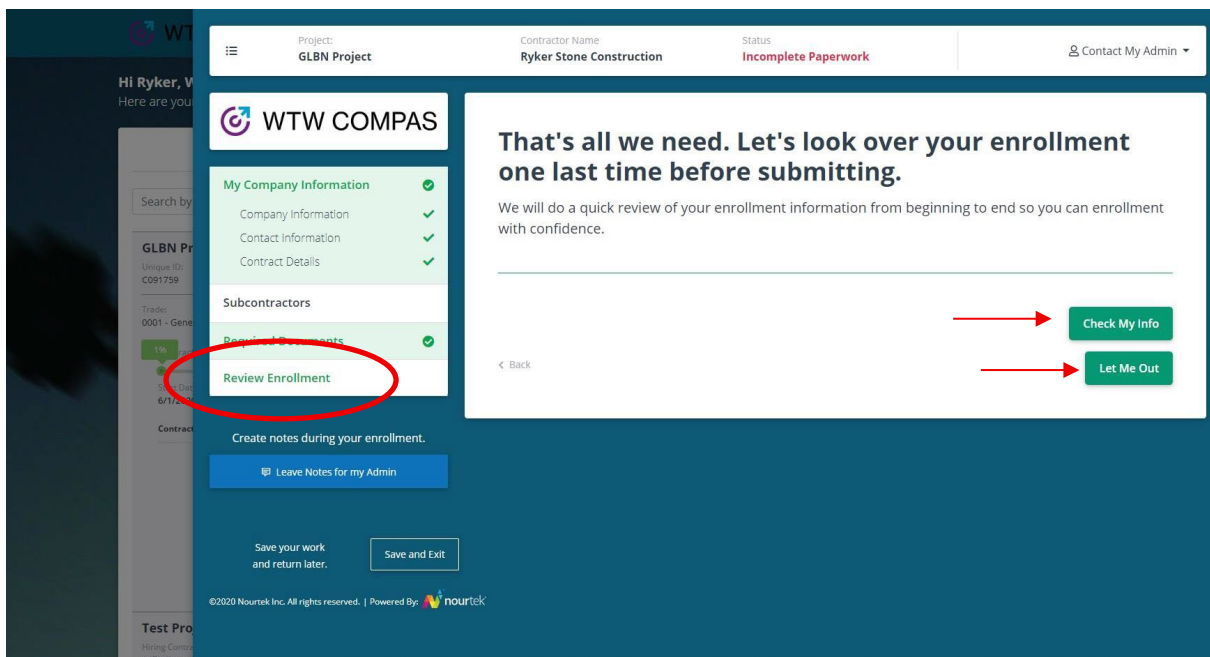 WT
Hi Ryker, W
Here are you
Search by
GLBN Pr
Unique ID:
C091759
Trade:
0001 - Gene
1%
6/1/
Contrac
Test Pro
Hiring Contra
Project:
GLBN Project
Contractor Name
Ryker Stone Construction
Status
Incomplete Paperwork
Contact My Admin
WTW COMPAS
My Company Information
Company Information
Contact Information
Contract Details
Subcontractors
Required Documents
Review Enrollment
Create notes during your enrollment.
Leave Notes for my Admin
Save your work
and return later.
Save and Exit
©2020 Nourtek Inc. All rights reserved. | Powered By: nourtek
That's all we need. Let's look over your enrollment
one last time before submitting.
We will do a quick review of your enrollment information from beginning to end so you can enrollment
with confidence.
Check My Info
< Back
Let Me Out